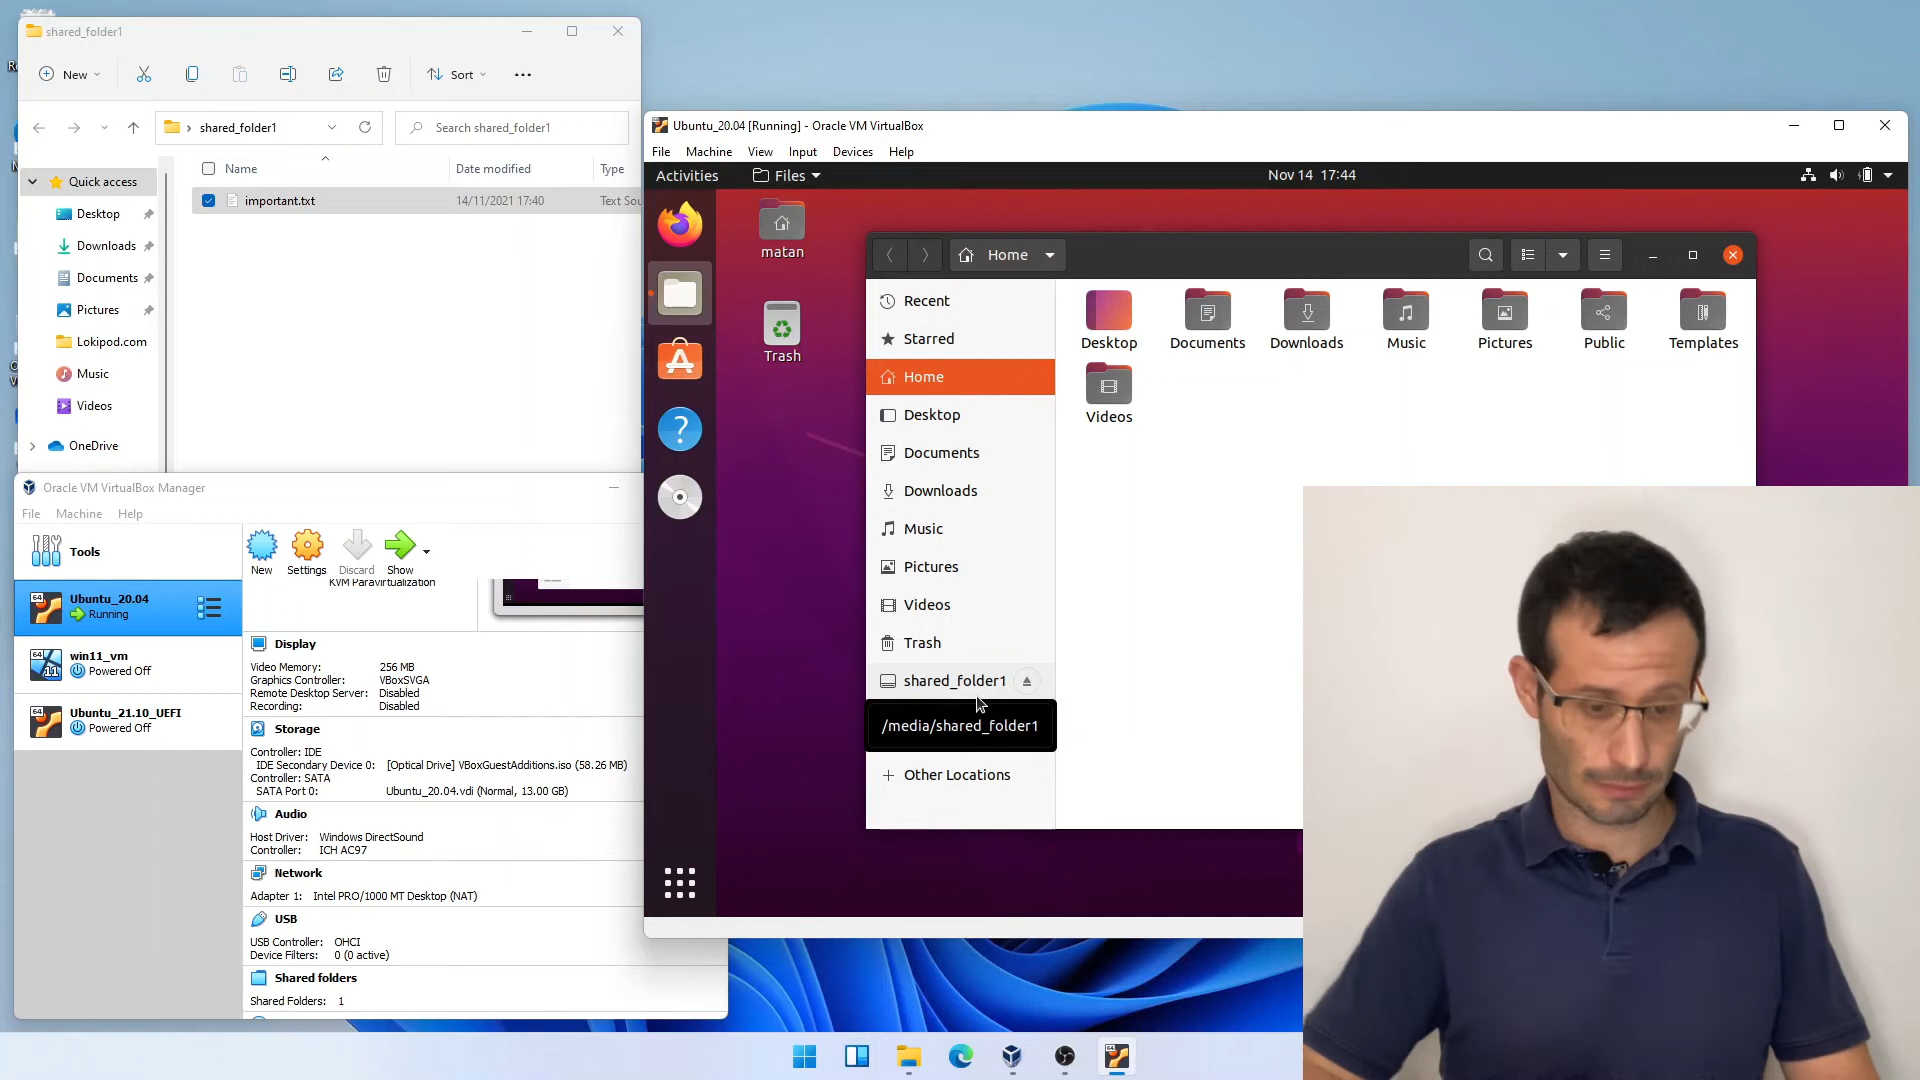 shared_folder1
New
Sort
shared_folder1
Search shared_folder1
Name
Date modified
Type
Quick access
important.txt
14/11/2021 17:40
Text Sou
Desktop
Downloads
Documents
Pictures
Lokipod.com
Music
Videos
OneDrive
Oracle VM VirtualBox Manager
File Machine Help
Tools
New
Settings
Discard
Show
KVM Paravirtualization
64
Ubuntu_20.04
Running
64
11
win11_vm
Powered Off
64
Ubuntu_21.10_UEFI
Powered Off
Display
Video Memory: 256 MB
Graphics Controller: VBoxSVGA
Remote Desktop Server: Disabled
Recording: Disabled
Storage
Controller: IDE
IDE Secondary Device 0: [Optical Drive] VBoxGuestAdditions.iso (58.26 MB)
Controller: SATA
SATA Port 0: Ubuntu_20.04.vdi (Normal, 13.00 GB)
Audio
Host Driver: Windows DirectSound
Controller: ICH AC97
Network
Adapter 1: Intel PRO/1000 MT Desktop (NAT)
USB
USB Controller: OHCI
Device Filters: 0 (0 active)
Shared folders
Shared Folders: 1
Ubuntu_20.04 [Running] - Oracle VM VirtualBox
File Machine View Input Devices Help
Activities
Files
Nov 14 17:44
matan
Trash
Home
Recent
Starred
Home
Desktop
Documents
Downloads
Music
Pictures
Videos
Trash
shared_folder1
/media/shared_folder1
Other Locations
Desktop
Documents
Downloads
Music
Pictures
Public
Templates
Videos